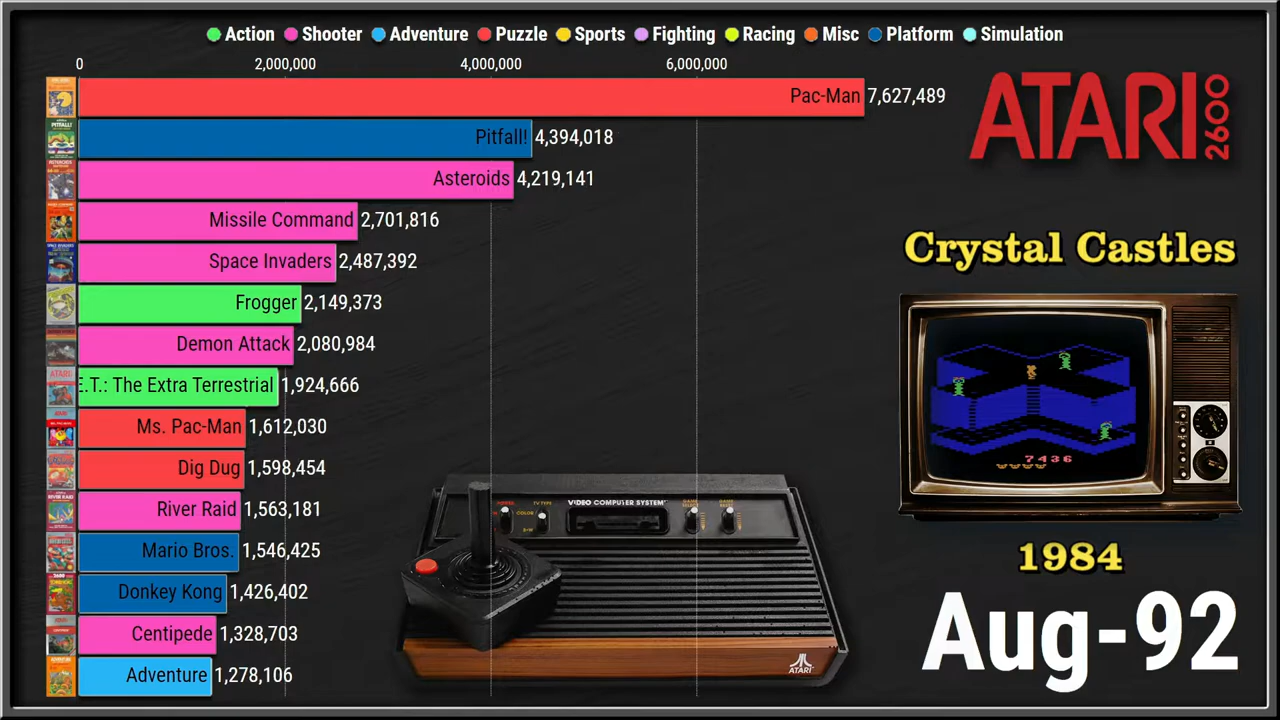 Action Shooter Adventure Puzzle Sports Fighting Racing Misc Platform Simulation
0 2,000,000 4,000,000 6,000,000
Pac-Man 7,627,489
Pitfall! 4,394,018
Asteroids 4,219,141
Missile Command 2,701,816
Space Invaders 2,487,392
Frogger 2,149,373
Demon Attack 2,080,984
E.T.: The Extra Terrestrial 1,924,666
Ms. Pac-Man 1,612,030
Dig Dug 1,598,454
River Raid 1,563,181
Mario Bros. 1,546,425
Donkey Kong 1,426,402
Centipede 1,328,703
Adventure 1,278,106
ATARI 2600
Crystal Castles
7436
1984
Aug-92
VIDEO COMPUTER SYSTEM
TV TYPE
COLOR
B-W
ATARI